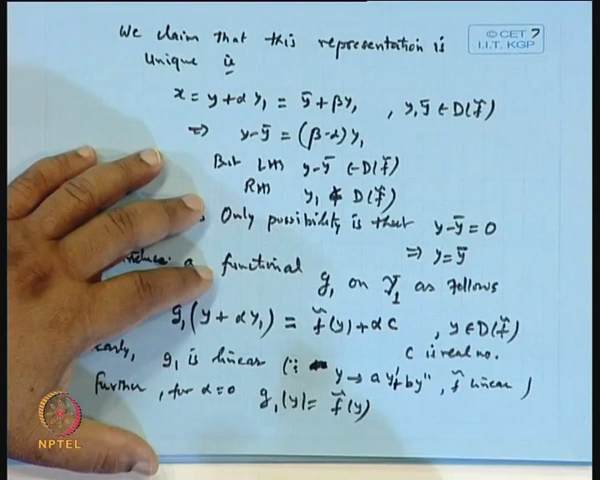 We claim that this representation is
© CET
I.I.T. KGP
7
Unique ie
x = y + α y₁ = ȳ + β y₁ , y, ȳ ∈ D(f̃)
⇒ y - ȳ = (β-α) y₁
But LHS y - ȳ ∈ D(f̃)
RHS y₁ ∉ D(f̃)
Only possibility is that y - ȳ = 0
⇒ y = ȳ
a functional g₁ on Y₁ as follows
g₁(y + α y₁) = f̃(y) + α c , y ∈ D(f̃)
c is real no.
g₁ is linear (∵ y → a y' + b y'', f̃ linear)
further, for α = 0 g₁(y) = f̃(y)
NPTEL